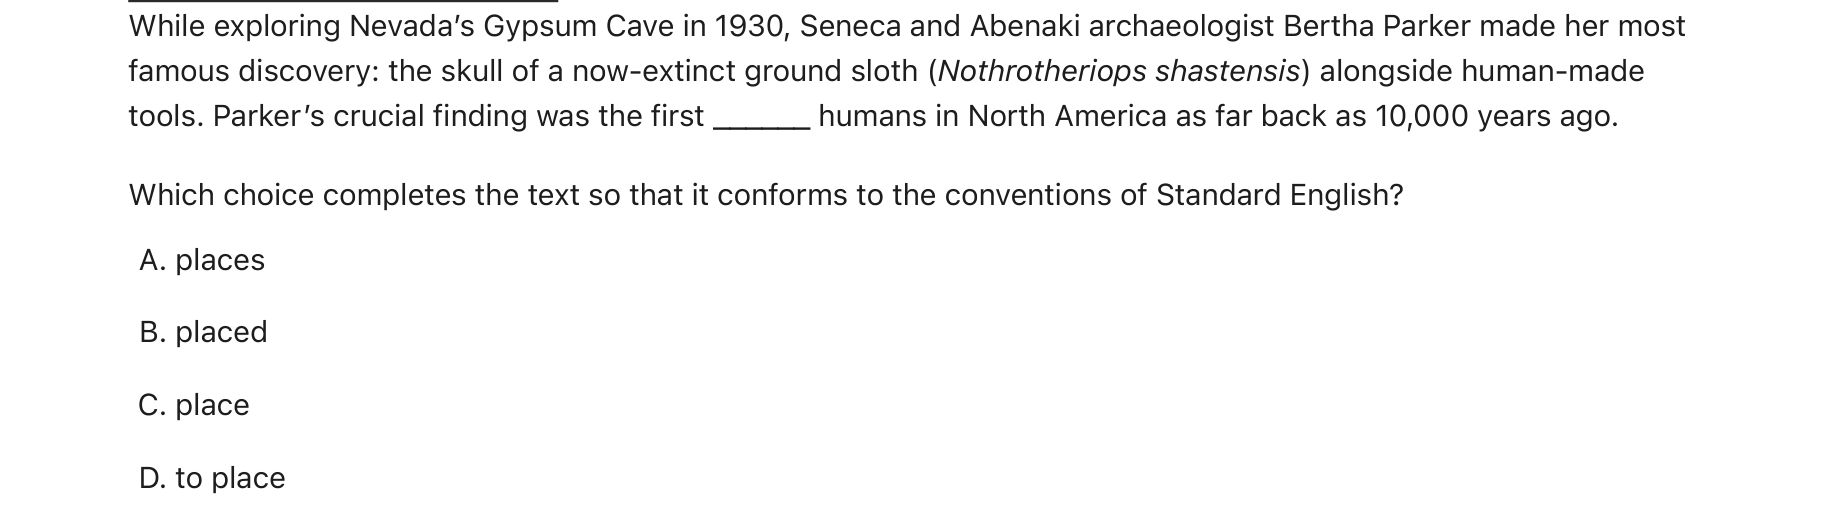 While exploring Nevada’s Gypsum Cave in 1930, Seneca and Abenaki archaeologist Bertha Parker made her most
famous discovery: the skull of a now-extinct ground sloth (Nothrotheriops shastensis) alongside human-made
tools. Parker’s crucial finding was the first ______ humans in North America as far back as 10,000 years ago.
Which choice completes the text so that it conforms to the conventions of Standard English?
A. places
B. placed
C. place
D. to place